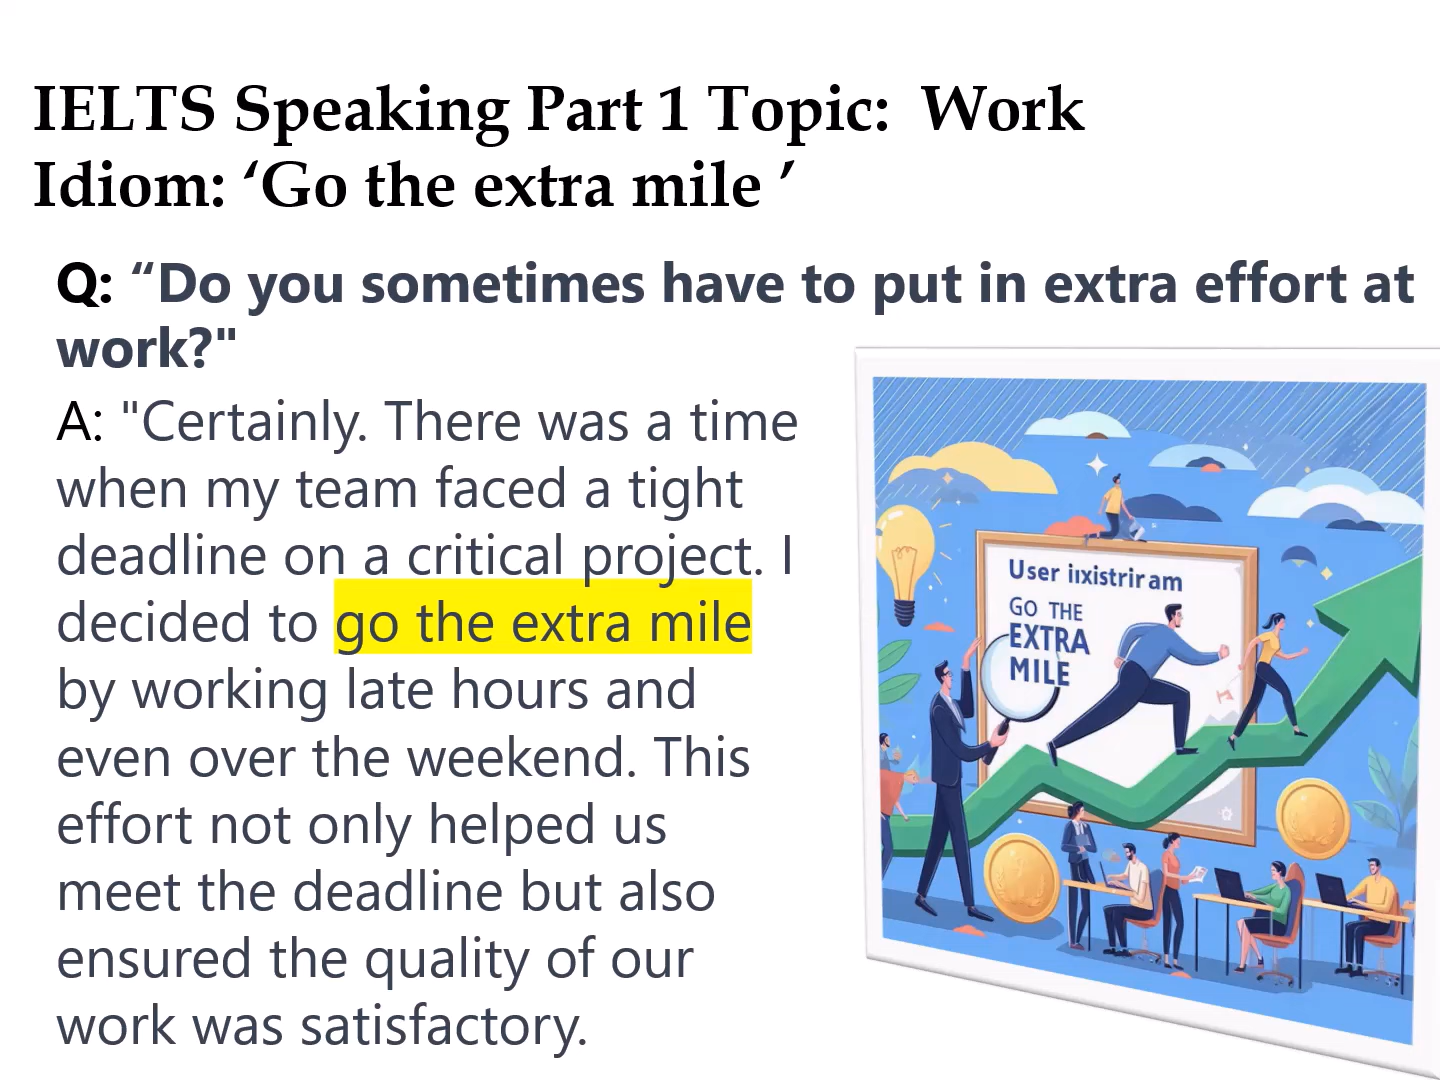 IELTS Speaking Part 1 Topic:  Work
Idiom: ‘Go the extra mile ’
Q: “Do you sometimes have to put in extra effort at
work?"
A: "Certainly. There was a time
when my team faced a tight
deadline on a critical project. I
decided to go the extra mile
by working late hours and
even over the weekend. This
effort not only helped us
meet the deadline but also
ensured the quality of our
work was satisfactory.
User iixistriram
GO THE
EXTRA
MILE